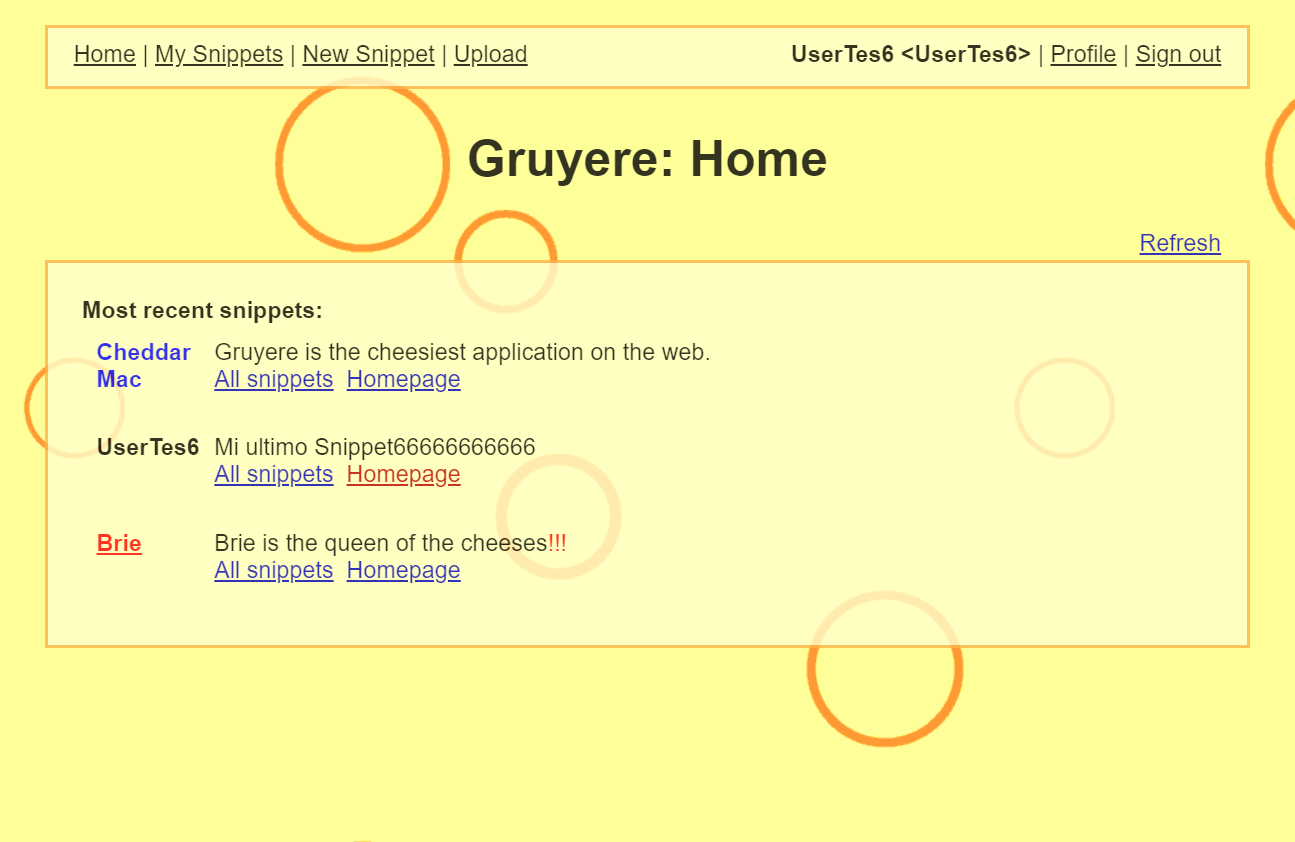 Home | My Snippets | New Snippet | Upload
UserTes6 <UserTes6> | Profile | Sign out
Gruyere: Home
Refresh
Most recent snippets:
Cheddar Gruyere is the cheesiest application on the web.
Mac All snippets Homepage
UserTes6 Mi ultimo Snippet66666666666
All snippets Homepage
Brie Brie is the queen of the cheeses!!!
All snippets Homepage